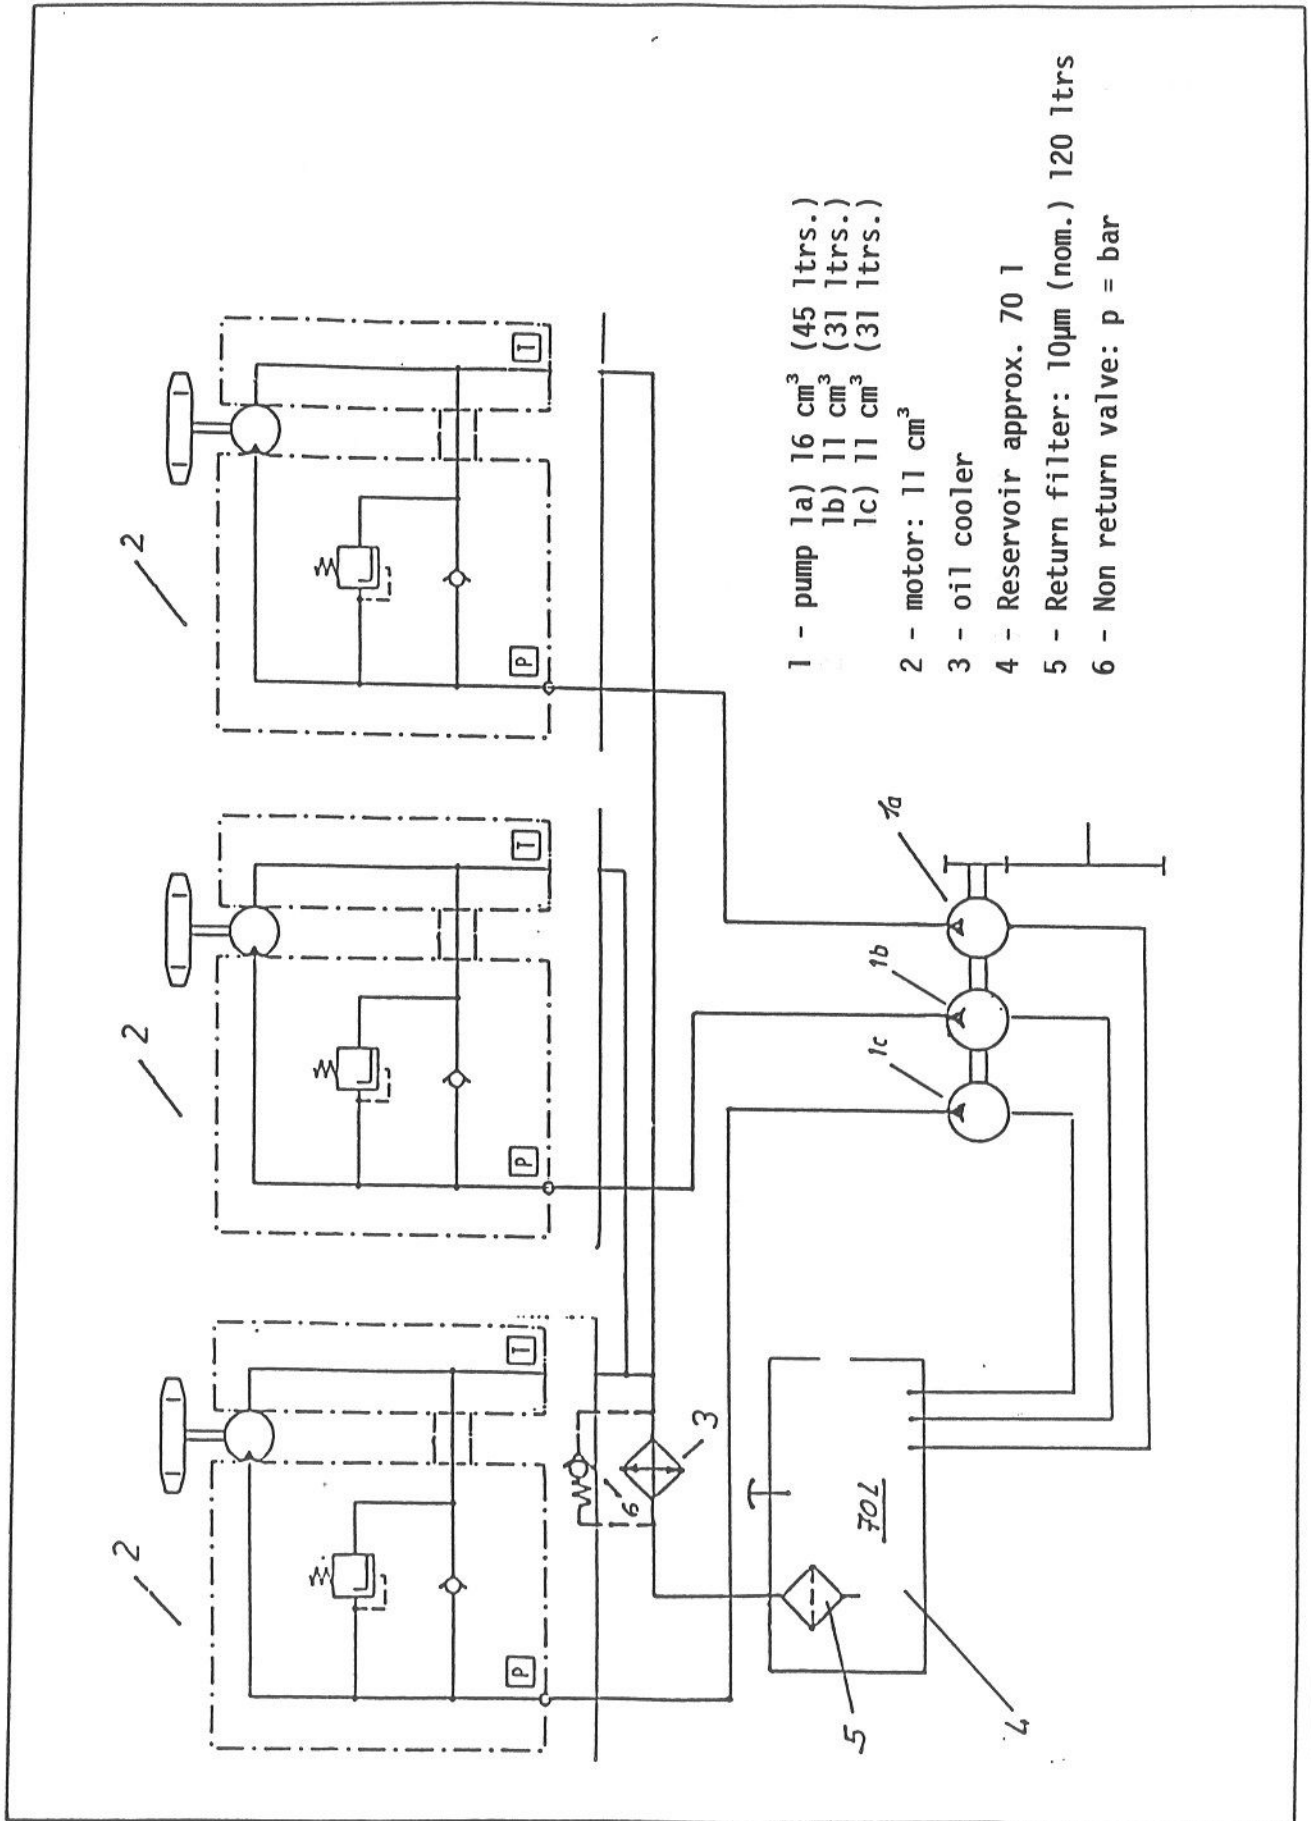 2
2
2
T
T
T
P
P
P
6
3
1 - pump 1a) 16 cm³ (45 ltrs.)
1b) 11 cm³ (31 ltrs.)
1c) 11 cm³ (31 ltrs.)
2 - motor: 11 cm³
3 - oil cooler
4 - Reservoir approx. 70 l
5 - Return filter: 10µm (nom.) 120 ltrs
6 - Non return valve: p = bar
1c
1b
1a
70L
5
4